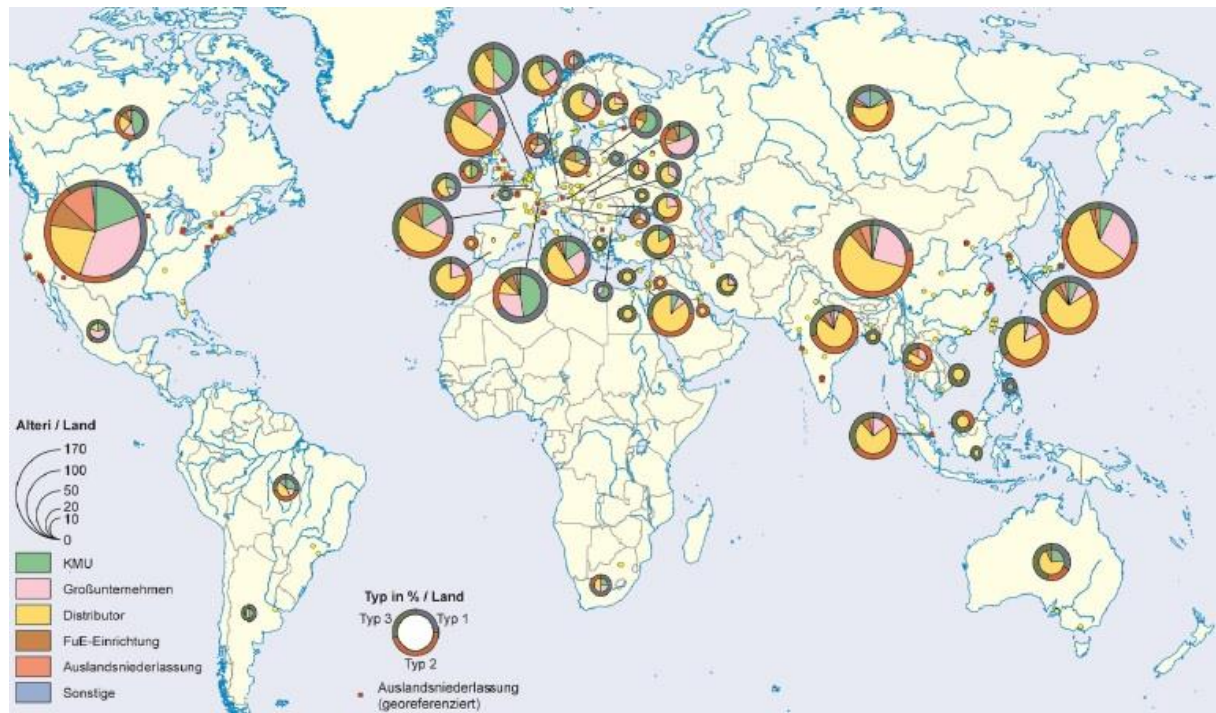 Alteri / Land
170
100
50
20
10
0
KMU
Großunternehmen
Distributor
FuE-Einrichtung
Auslandsniederlassung
Sonstige
Typ in % / Land
Typ 3 Typ 1
Typ 2
Auslandsniederlassung
(georeferenziert)